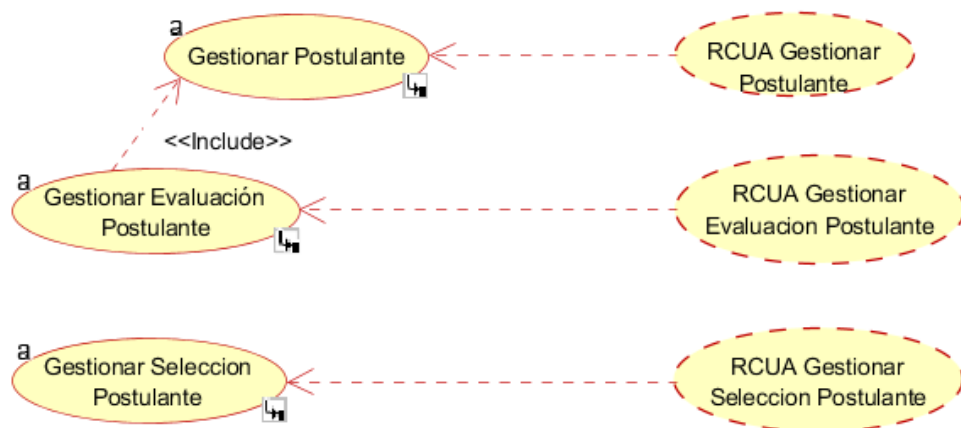 a
Gestionar Postulante
RCUA Gestionar
Postulante
<<Include>>
a
Gestionar Evaluación
Postulante
RCUA Gestionar
Evaluacion Postulante
a
Gestionar Seleccion
Postulante
RCUA Gestionar
Seleccion Postulante